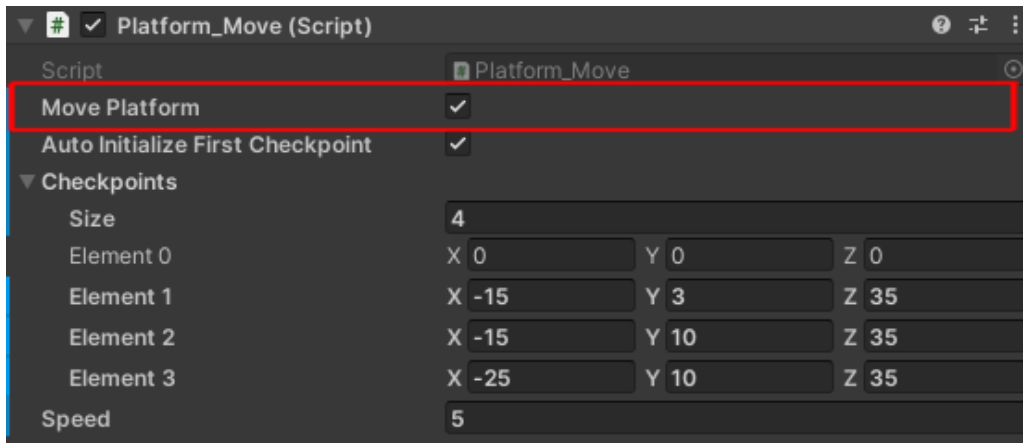 Platform_Move (Script)
Script Platform_Move
Move Platform
Auto Initialize First Checkpoint
Checkpoints
Size 4
Element 0 X 0 Y 0 Z 0
Element 1 X -15 Y 3 Z 35
Element 2 X -15 Y 10 Z 35
Element 3 X -25 Y 10 Z 35
Speed 5